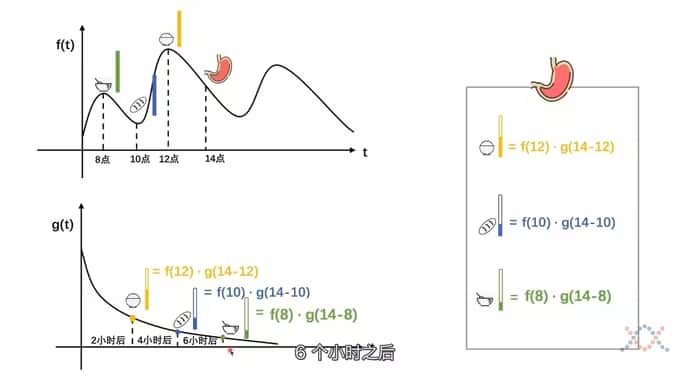 f(t)
8点
10点
12点
14点
t
g(t)
= f(12) · g(14-12)
= f(10) · g(14-10)
= f(8) · g(14-8)
2小时后
4小时后
6小时后
t
6 个小时之后
= f(12) · g(14-12)
= f(10) · g(14-10)
= f(8) · g(14-8)